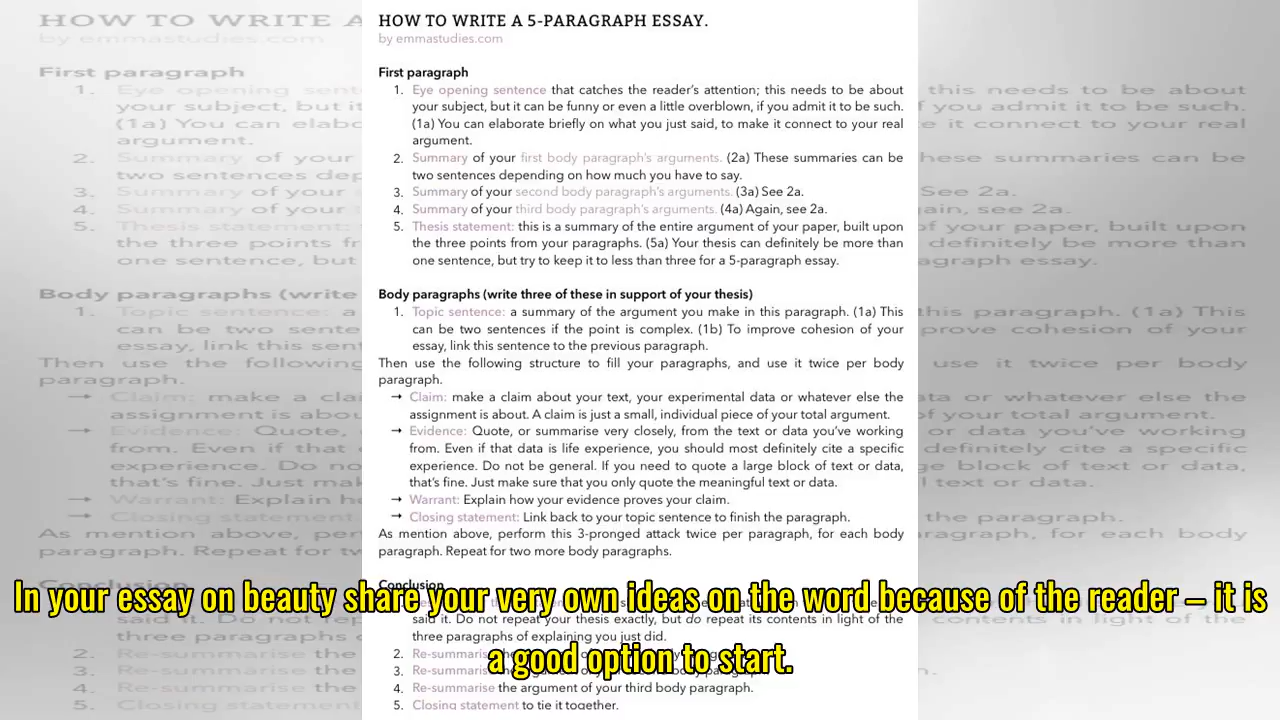 HOW TO WRITE A 5-PARAGRAPH ESSAY.
by emmastudies.com
First paragraph
1. Eye opening sentence that catches the reader's attention; this needs to be about
your subject, but it can be funny or even a little overblown, if you admit it to be such.
(1a) You can elaborate briefly on what you just said, to make it connect to your real
argument.
2. Summary of your first body paragraph's arguments. (2a) These summaries can be
two sentences depending on how much you have to say.
3. Summary of your second body paragraph's arguments. (3a) See 2a.
4. Summary of your third body paragraph's arguments. (4a) Again, see 2a.
5. Thesis statement: this is a summary of the entire argument of your paper, built upon
the three points from your paragraphs. (5a) Your thesis can definitely be more than
one sentence, but try to keep it to less than three for a 5-paragraph essay.
Body paragraphs (write three of these in support of your thesis)
1. Topic sentence: a summary of the argument you make in this paragraph. (1a) This
can be two sentences if the point is complex. (1b) To improve cohesion of your
essay, link this sentence to the previous paragraph.
Then use the following structure to fill your paragraphs, and use it twice per body
paragraph.
→ Claim: make a claim about your text, your experimental data or whatever else the
assignment is about. A claim is just a small, individual piece of your total argument.
→ Evidence: Quote, or summarise very closely, from the text or data you've working
from. Even if that data is life experience, you should most definitely cite a specific
experience. Do not be general. If you need to quote a large block of text or data,
that's fine. Just make sure that you only quote the meaningful text or data.
→ Warrant: Explain how your evidence proves your claim.
→ Closing statement: Link back to your topic sentence to finish the paragraph.
As mention above, perform this 3-pronged attack twice per paragraph, for each body
paragraph. Repeat for two more body paragraphs.
Conclusion
In your essay on beauty share your very own ideas on the word because of the reader – it is
a good option to start.
said it. Do not repeat your thesis exactly, but do repeat its contents in light of the
three paragraphs of explaining you just did.
2. Re-summarise
3. Re-summarise
4. Re-summarise the argument of your third body paragraph.
5. Closing statement to tie it together.